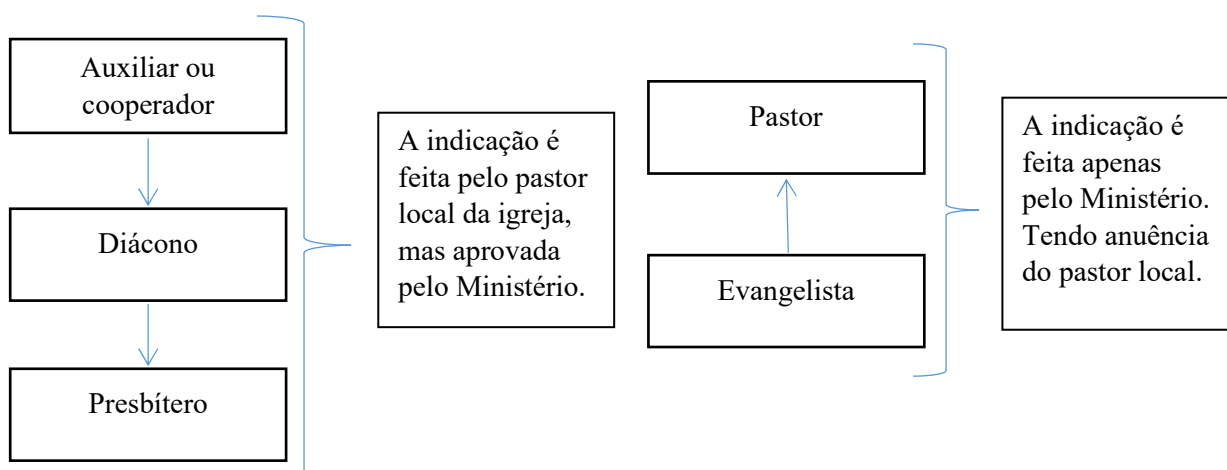 Auxiliar ou
cooperador
Diácono
Presbítero
A indicação é
feita pelo pastor
local da igreja,
mas aprovada
pelo Ministério.
Pastor
Evangelista
A indicação é
feita apenas
pelo Ministério.
Tendo anuência
do pastor local.